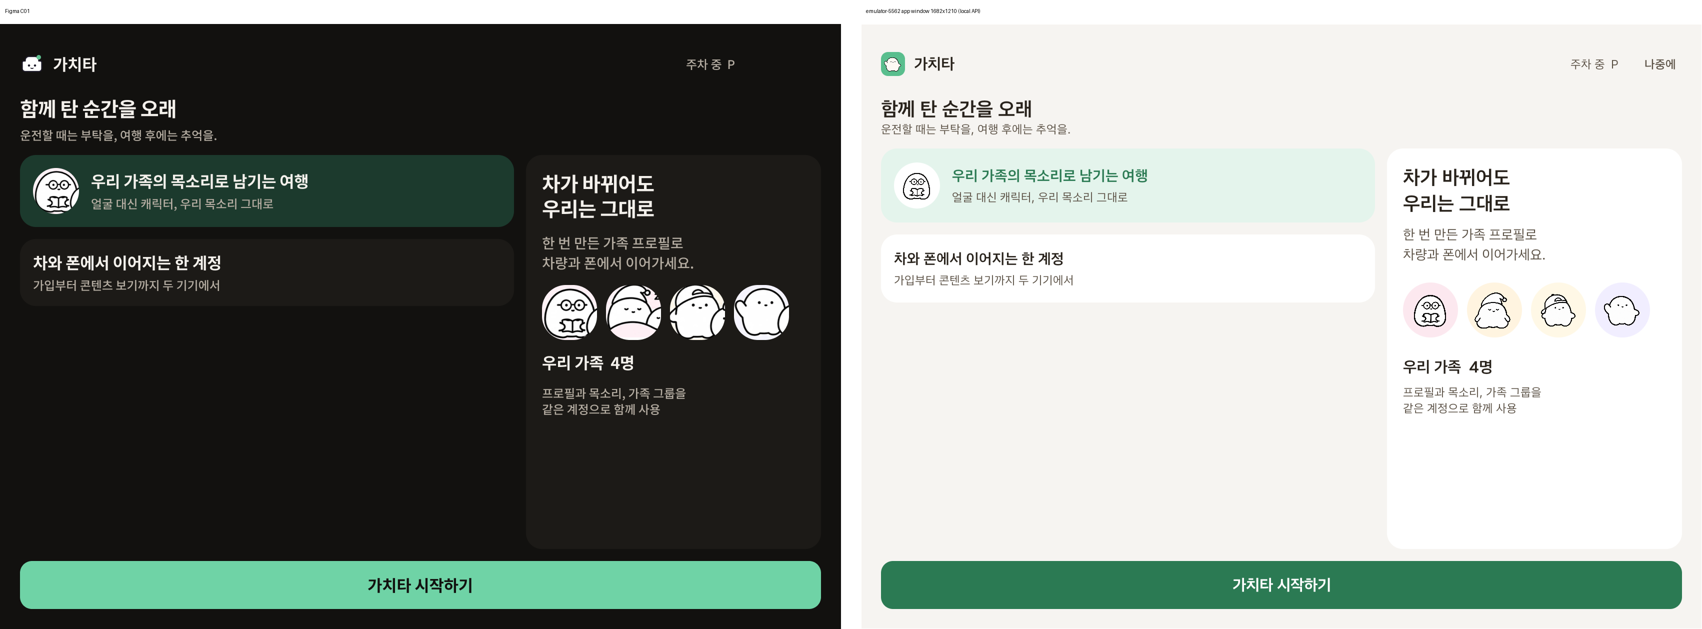 Figma C01
가치타
주차 중 P
함께 탄 순간을 오래
운전할 때는 부탁을, 여행 후에는 추억을.
우리 가족의 목소리로 남기는 여행
얼굴 대신 캐릭터, 우리 목소리 그대로
차와 폰에서 이어지는 한 계정
가입부터 콘텐츠 보기까지 두 기기에서
차가 바뀌어도
우리는 그대로
한 번 만든 가족 프로필로
차량과 폰에서 이어가세요.
우리 가족 4명
프로필과 목소리, 가족 그룹을
같은 계정으로 함께 사용
가치타 시작하기
emulator-5562 app window 1682x1210 (local API)
가치타
주차 중 P
나중에
함께 탄 순간을 오래
운전할 때는 부탁을, 여행 후에는 추억을.
우리 가족의 목소리로 남기는 여행
얼굴 대신 캐릭터, 우리 목소리 그대로
차와 폰에서 이어지는 한 계정
가입부터 콘텐츠 보기까지 두 기기에서
차가 바뀌어도
우리는 그대로
한 번 만든 가족 프로필로
차량과 폰에서 이어가세요.
우리 가족 4명
프로필과 목소리, 가족 그룹을
같은 계정으로 함께 사용
가치타 시작하기